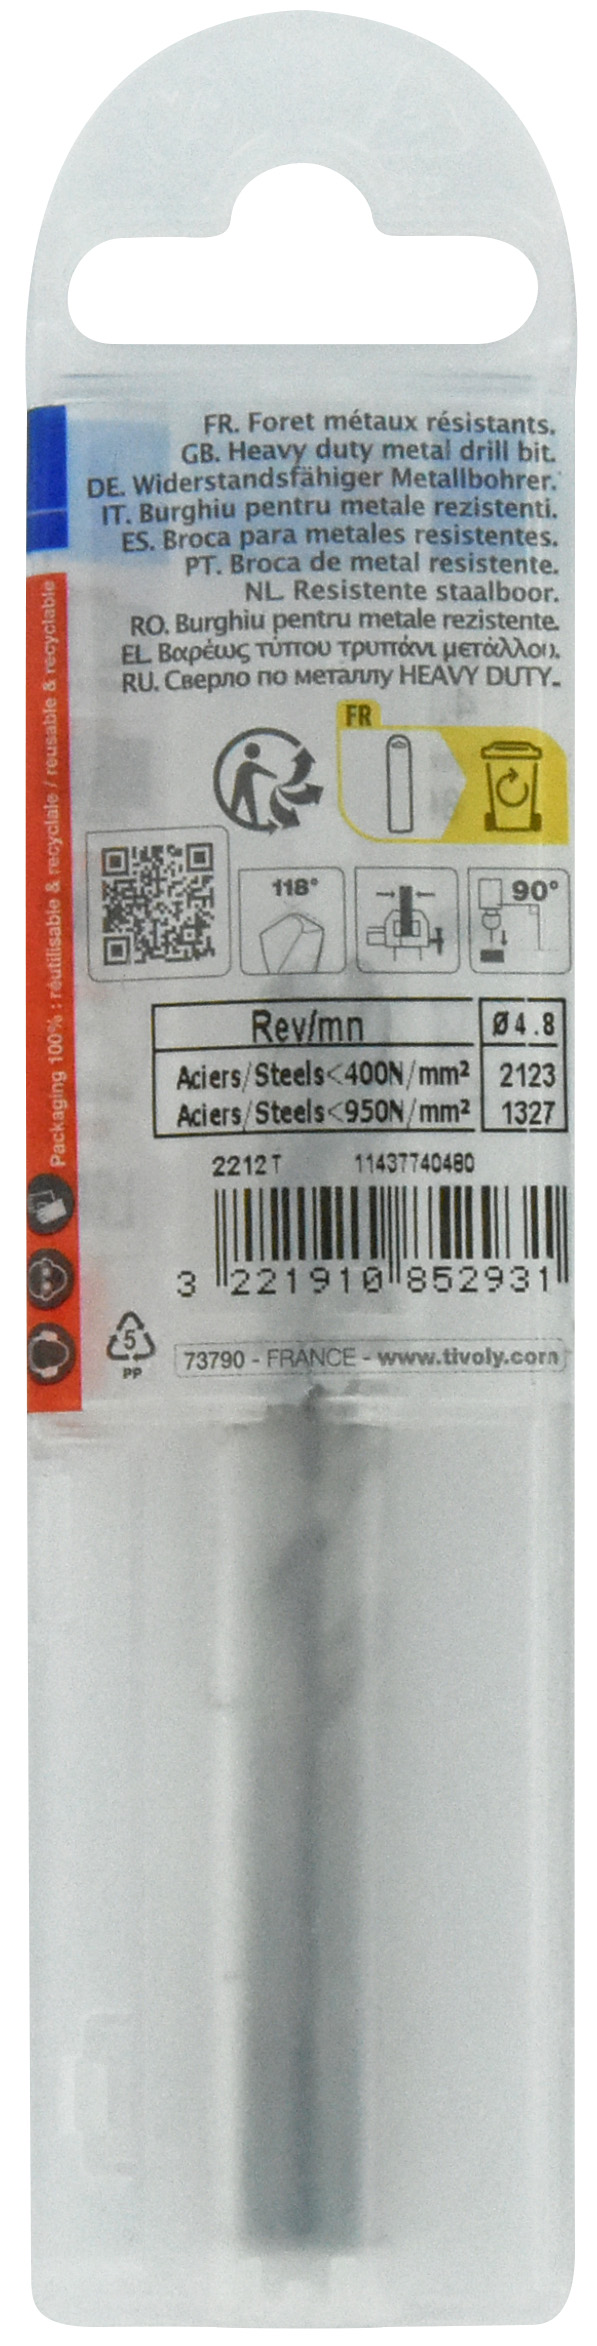 FR. Foret métaux résistants.
GB. Heavy duty metal drill bit.
DE. Widerstandsfähiger Metallbohrer.
IT. Burghiu pentru metale rezistenti.
ES. Broca para metales resistentes.
PT. Broca de metal resistente.
NL. Resistente staalboor.
RO. Burghiu pentru metale rezistente.
EL. Βαρέως τύπου τρυπάνι μετάλλου.
RU. Сверло по металлу HEAVY DUTY.
FR
118°
90°
Rev/mn Ø4.8
Aciers/Steels<400N/mm² 2123
Aciers/Steels<950N/mm² 1327
2212T 11437740480
3 221910 852931
5
PP
73790 - FRANCE - www.tivoly.com
Packaging 100% : réutilisable & recyclale / reusable & recyclable